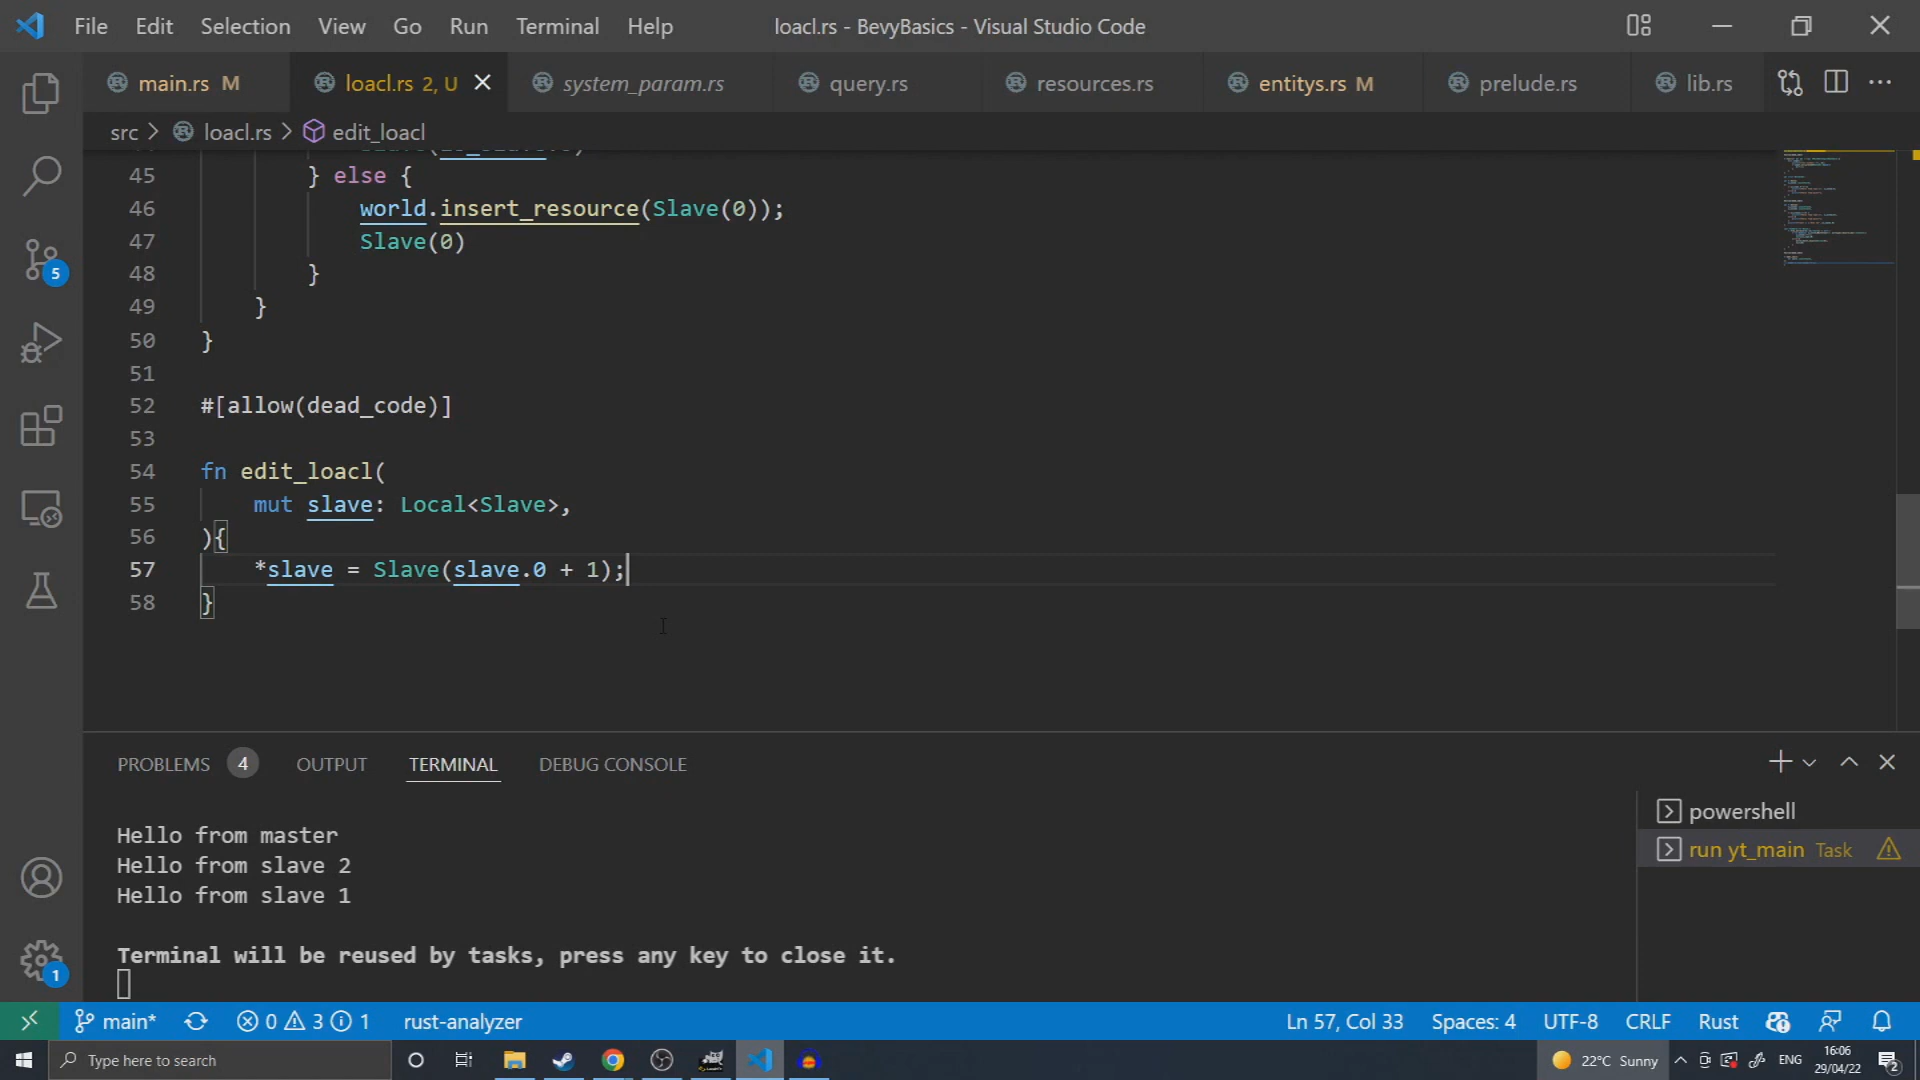 File Edit Selection View Go Run Terminal Help loacl.rs - BevyBasics - Visual Studio Code
main.rs M loacl.rs 2, U system_param.rs query.rs resources.rs entitys.rs M prelude.rs lib.rs
src > loacl.rs > edit_loacl
45 } else {
46 world.insert_resource(Slave(0));
47 Slave(0)
48 }
49 }
50 }
51
52 #[allow(dead_code)]
53
54 fn edit_loacl(
55 mut slave: Local<Slave>,
56 ){
57 *slave = Slave(slave.0 + 1);
58 }
5
PROBLEMS 4 OUTPUT TERMINAL DEBUG CONSOLE
powershell
run yt_main Task
Hello from master
Hello from slave 2
Hello from slave 1
Terminal will be reused by tasks, press any key to close it.
1
main* 0 3 1 rust-analyzer Ln 57, Col 33 Spaces: 4 UTF-8 CRLF Rust
Type here to search 22°C Sunny ENG 16:06
29/04/22 2